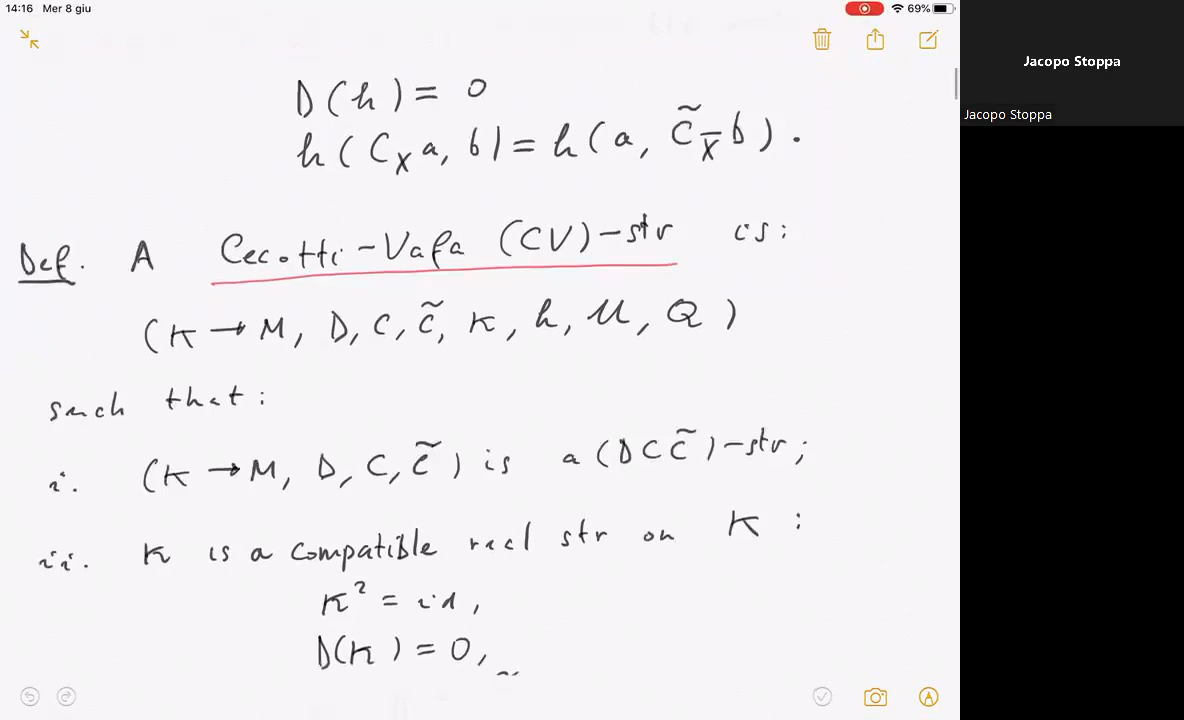 14:16 Mer 8 giu
69%
Jacopo Stoppa
Jacopo Stoppa
D(h) = 0
h(C_X a, b) = h(a, C̃_X̄ b).
Def. A Cecotti-Vafa (CV)-str is:
(K → M, D, C, C̃, κ, h, U, Q)
such that:
i. (K → M, D, C, C̃) is a (DCC̃)-str;
ii. κ is a compatible real str on K:
κ² = id,
D(κ) = 0,